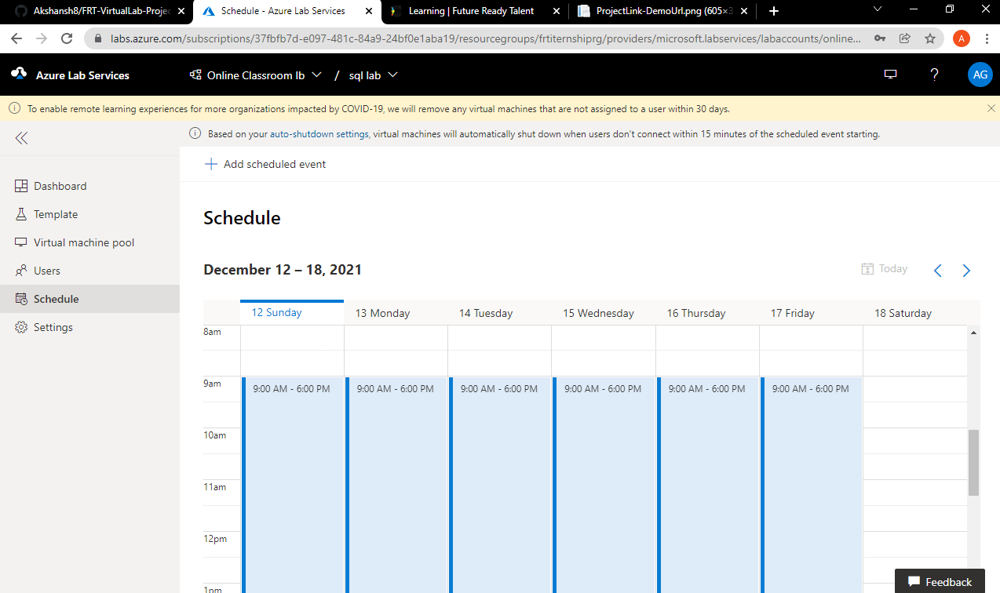 Akshansh8/FRT-VirtualLab-Projec
Schedule - Azure Lab Services
Learning | Future Ready Talent
ProjectLink-DemoUrl.png (605×3
labs.azure.com/subscriptions/37fbfb7d-e097-481c-84a9-24bf0e1aba19/resourcegroups/frtiternshiprg/providers/microsoft.labservices/labaccounts/online...
A
Azure Lab Services
Online Classroom lb / sql lab
?
AG
To enable remote learning experiences for more organizations impacted by COVID-19, we will remove any virtual machines that are not assigned to a user within 30 days.
Based on your auto-shutdown settings, virtual machines will automatically shut down when users don't connect within 15 minutes of the scheduled event starting.
Add scheduled event
Dashboard
Template
Virtual machine pool
Users
Schedule
Settings
Schedule
December 12 – 18, 2021
Today
12 Sunday 13 Monday 14 Tuesday 15 Wednesday 16 Thursday 17 Friday 18 Saturday
8am
9am
9:00 AM - 6:00 PM 9:00 AM - 6:00 PM 9:00 AM - 6:00 PM 9:00 AM - 6:00 PM 9:00 AM - 6:00 PM 9:00 AM - 6:00 PM
10am
11am
12pm
1pm
Feedback